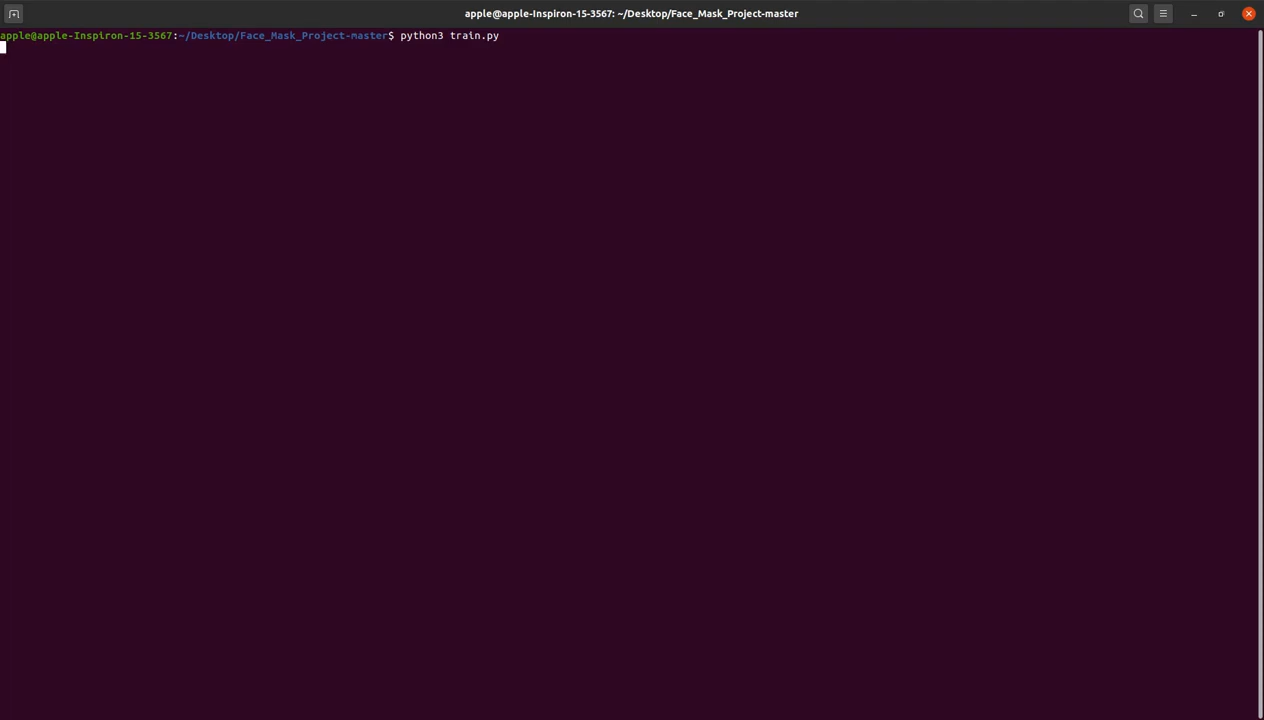 apple@apple-Inspiron-15-3567: ~/Desktop/Face_Mask_Project-master
apple@apple-Inspiron-15-3567:~/Desktop/Face_Mask_Project-master$ python3 train.py